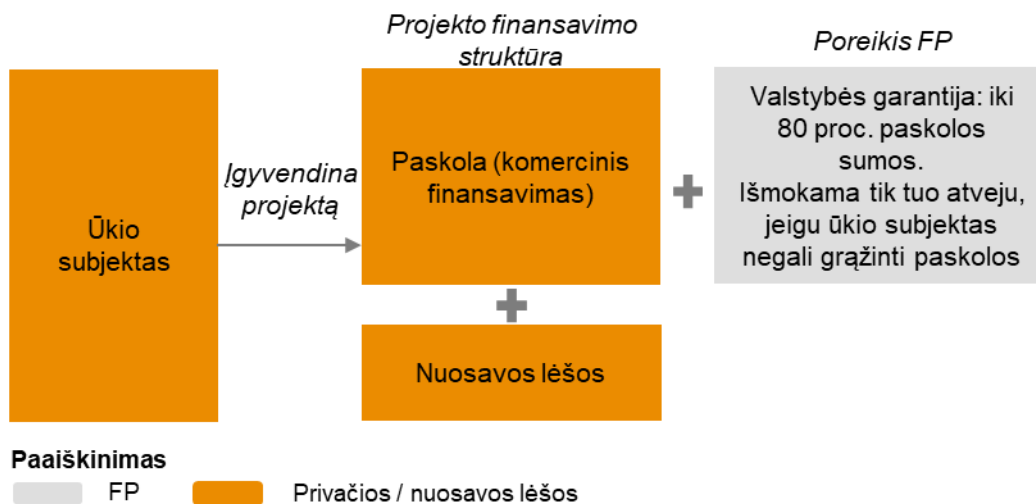 Projekto finansavimo
struktūra
Poreikis FP
Ūkio
subjektas
Įgyvendina
projektą
Paskola (komercinis
finansavimas)
Valstybės garantija: iki
80 proc. paskolos
sumos.
Išmokama tik tuo atveju,
jeigu ūkio subjektas
negali grąžinti paskolos
Nuosavos lėšos
Paaiškinimas
FP
Privačios / nuosavos lėšos